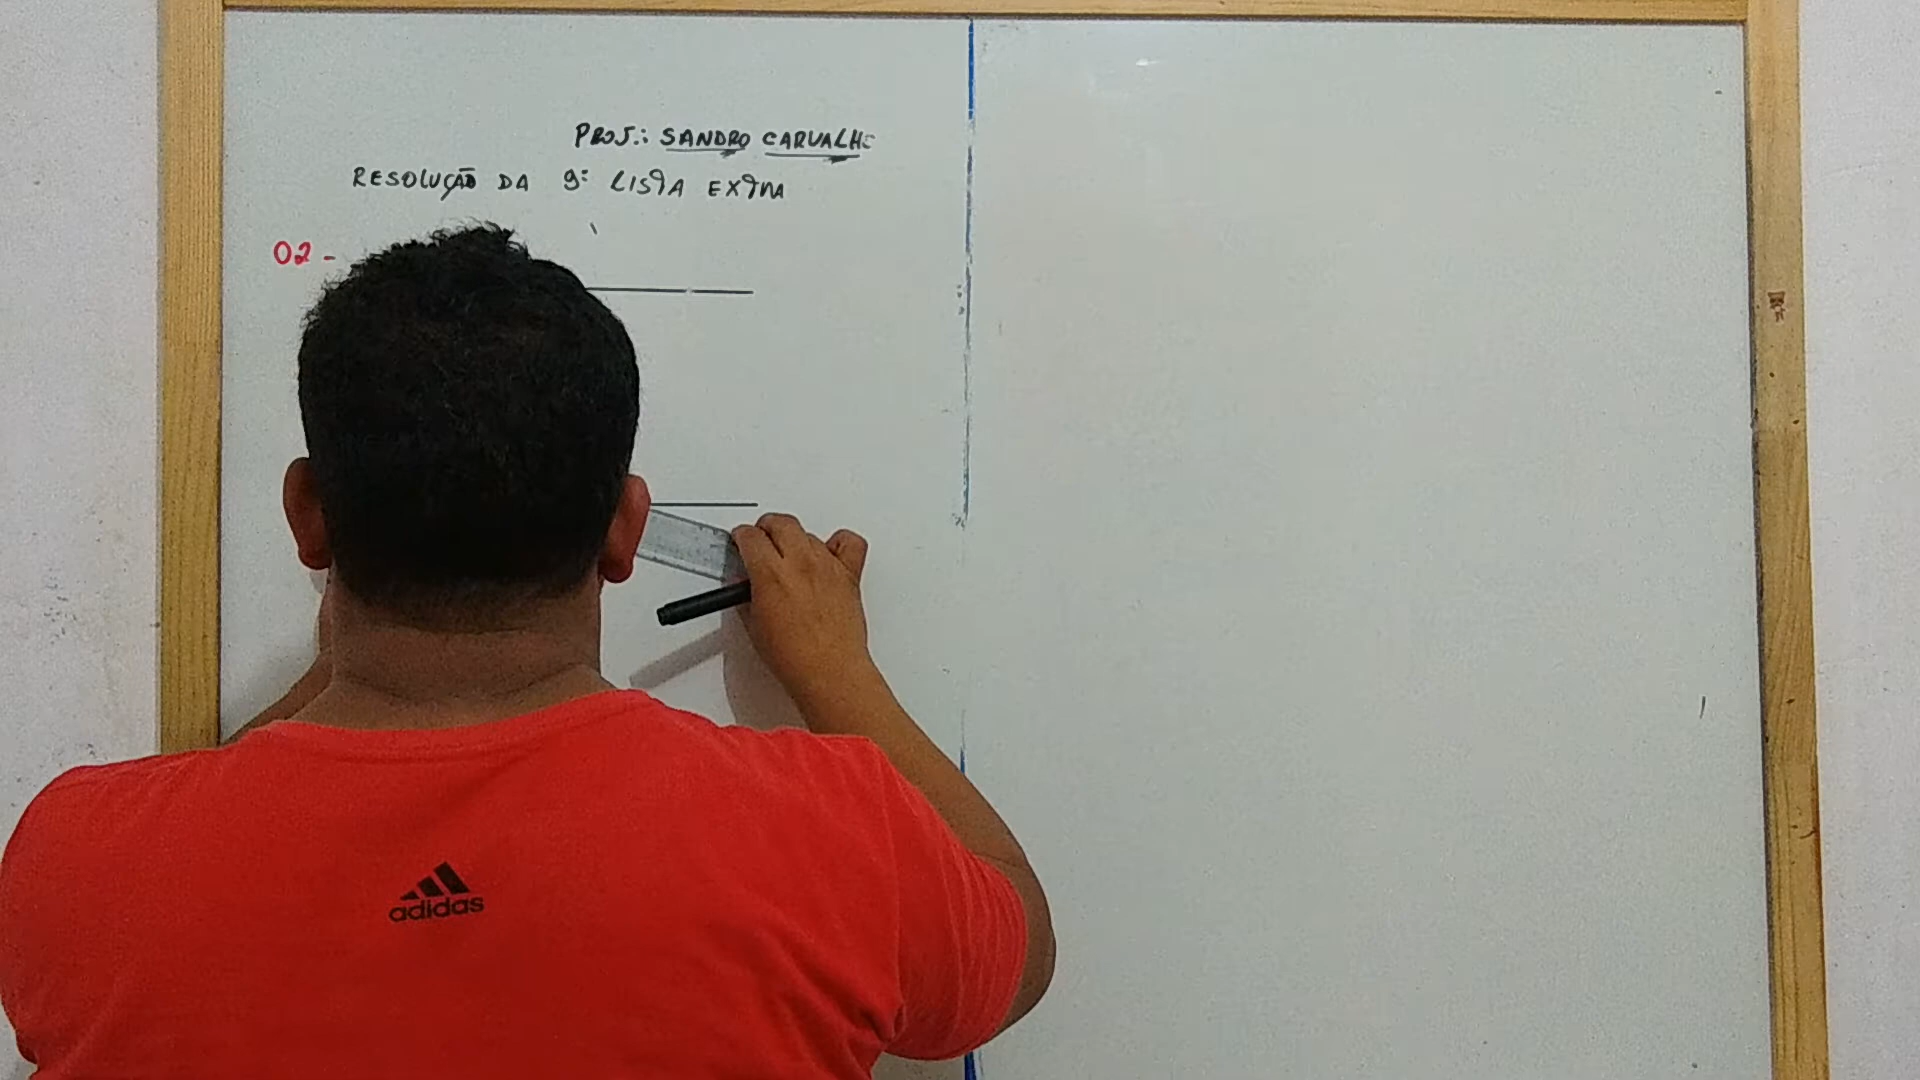 PROF.: SANDRO CARVALHO
RESOLUÇÃO DA 9ª LISTA EXTRA
02 -
adidas